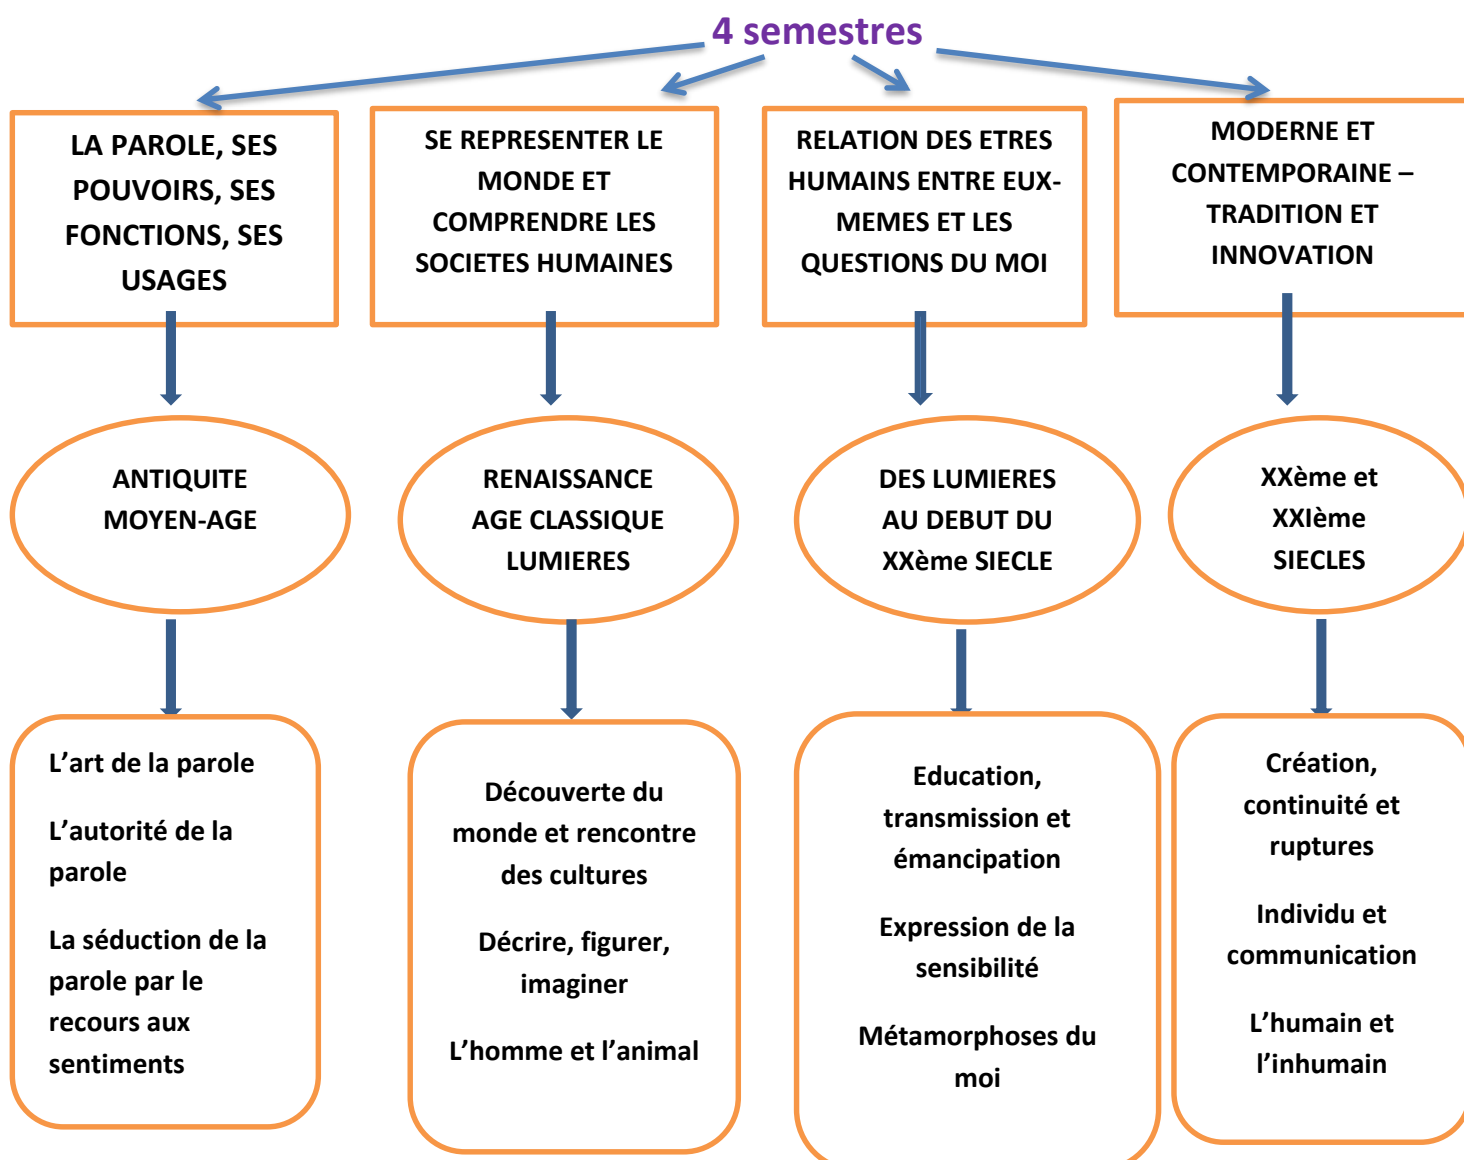 4 semestres
LA PAROLE, SES
POUVOIRS, SES
FONCTIONS, SES
USAGES
SE REPRESENTER LE
MONDE ET
COMPRENDRE LES
SOCIETES HUMAINES
RELATION DES ETRES
HUMAINS ENTRE EUX-
MEMES ET LES
QUESTIONS DU MOI
MODERNE ET
CONTEMPORAINE –
TRADITION ET
INNOVATION
ANTIQUITE
MOYEN-AGE
RENAISSANCE
AGE CLASSIQUE
LUMIERES
DES LUMIERES
AU DEBUT DU
XXème SIECLE
XXème et
XXIème
SIECLES
L’art de la parole
L’autorité de la
parole
La séduction de la
parole par le
recours aux
sentiments
Découverte du
monde et rencontre
des cultures
Décrire, figurer,
imaginer
L’homme et l’animal
Education,
transmission et
émancipation
Expression de la
sensibilité
Métamorphoses du
moi
Création,
continuité et
ruptures
Individu et
communication
L’humain et
l’inhumain